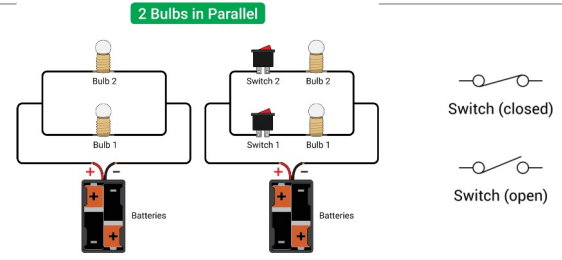 2 Bulbs in Parallel
Bulb 2
Bulb 1
+ −
+ −
− +
Batteries
Switch 2 Bulb 2
Switch 1 Bulb 1
+ −
+ −
− +
Batteries
Switch (closed)
Switch (open)